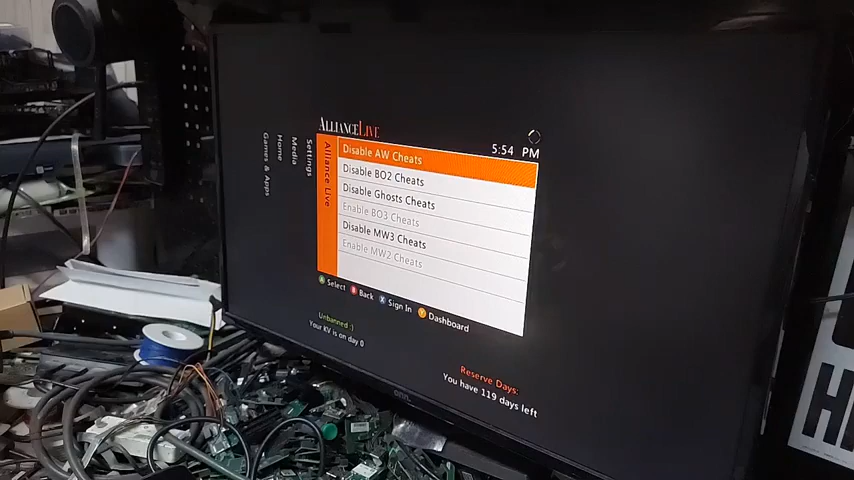 ALLIANCELIVE
5:54 PM
Games & Apps
Home
Media
Settings
Alliance Live
Disable AW Cheats
Disable BO2 Cheats
Disable Ghosts Cheats
Enable BO3 Cheats
Disable MW3 Cheats
Enable MW2 Cheats
A Select
B Back
X Sign In
Y Dashboard
Unbanned :)
Your KV is on day 0
Reserve Days:
You have 119 days left
onn.